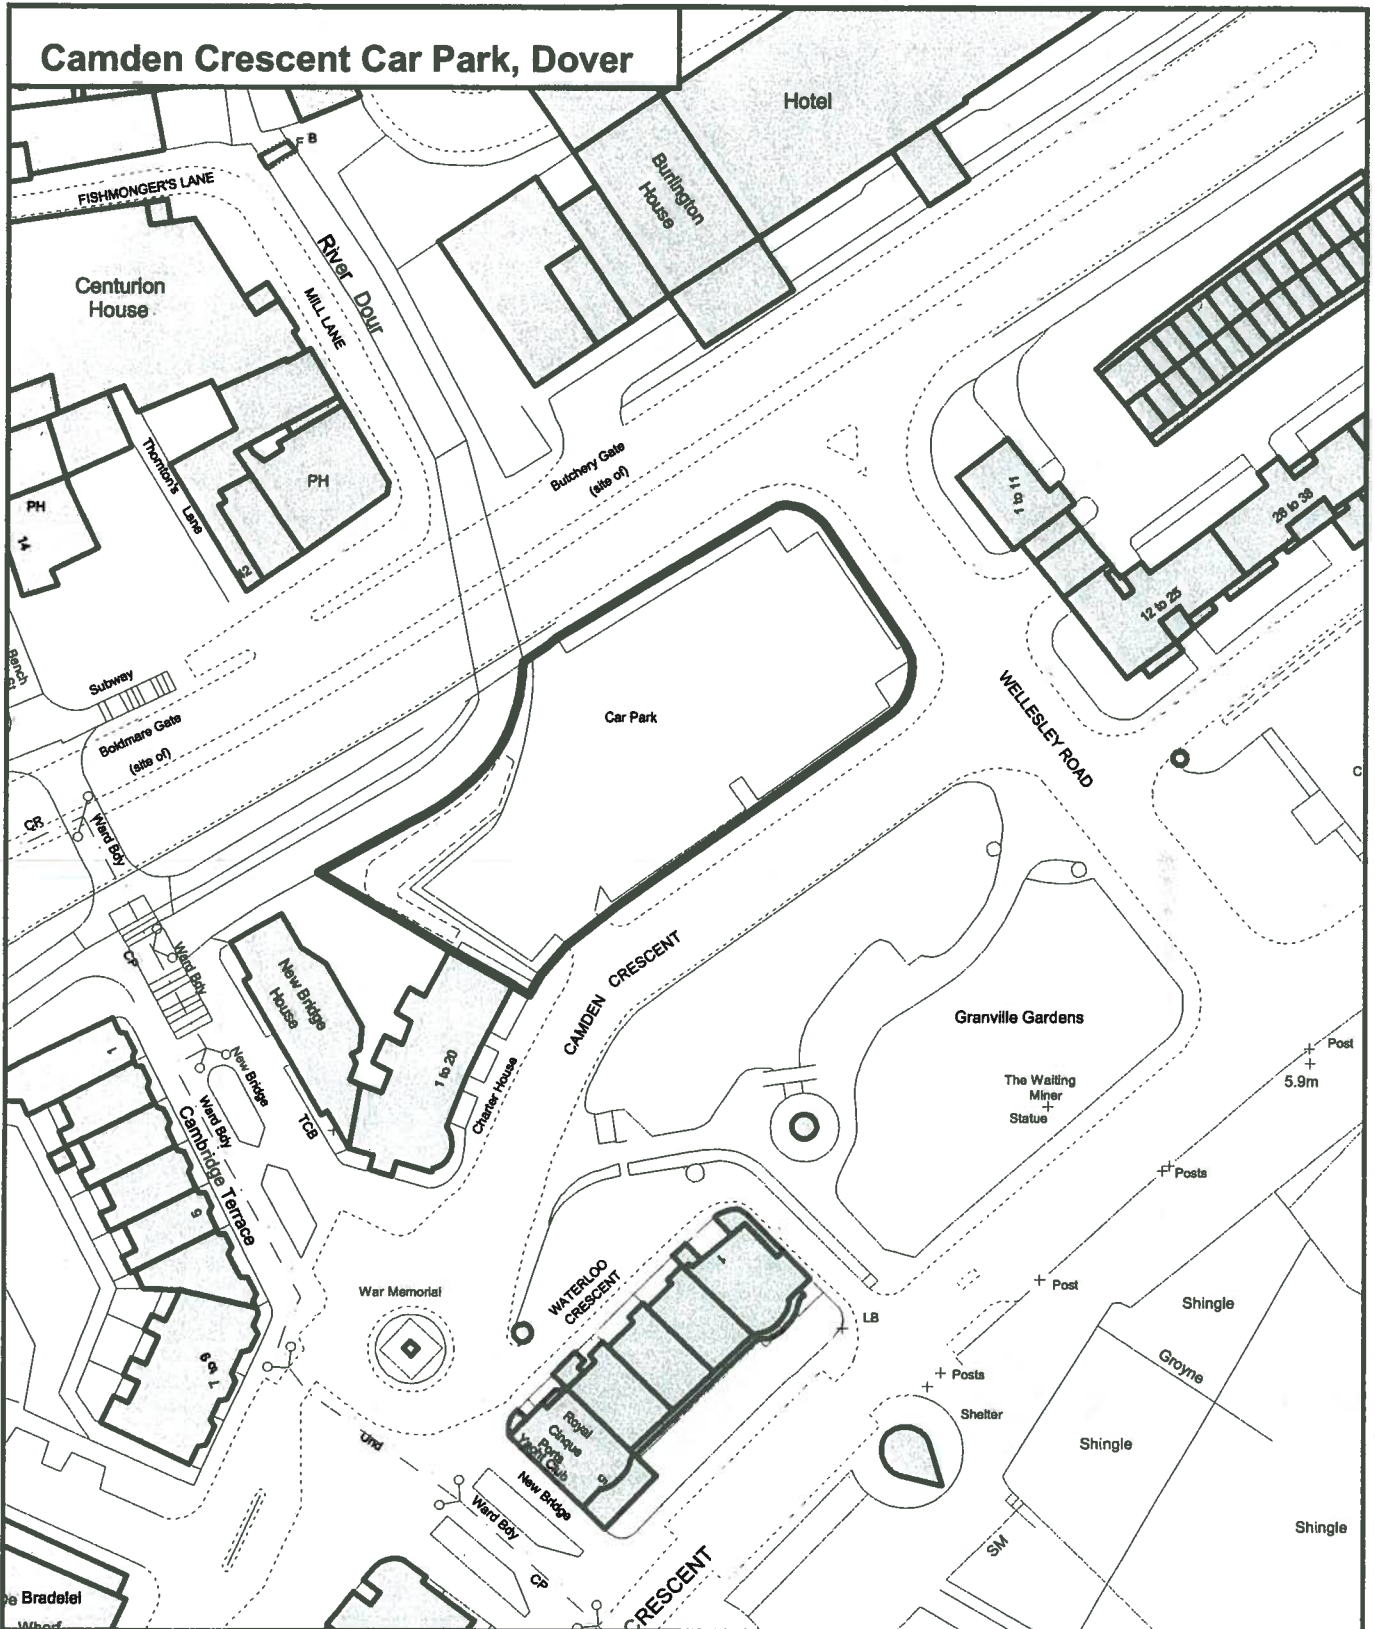 Camden Crescent Car Park, Dover
Hotel
F B
FISHMONGER'S LANE
Burlington
House
River Dour
Centurion
House
MILL LANE
Butchery Gate
(site of)
1 to 11
Thornton's Lane
PH
PH
14
42
26 to 38
12 to 25
Bench St
Subway
Boldmare Gate
(site of)
Car Park
WELLESLEY ROAD
C
CR
Ward Bdy
CP
Ward Bdy
New Bridge
House
CAMDEN CRESCENT
Granville Gardens
Post
5.9m
The Waiting
Miner
Statue
1
New Bridge
1 to 20
Charter House
TCB
Ward Bdy
Cambridge Terrace
6
Posts
War Memorial
WATERLOO
CRESCENT
1
Post
LB
Shingle
Groyne
7 to 9
Posts
Shelter
Royal
Cinque
Ports
Yacht Club
5
Und
Shingle
New Bridge
Ward Bdy
Shingle
SM
CP
CRESCENT
De Bradelei
Wharf